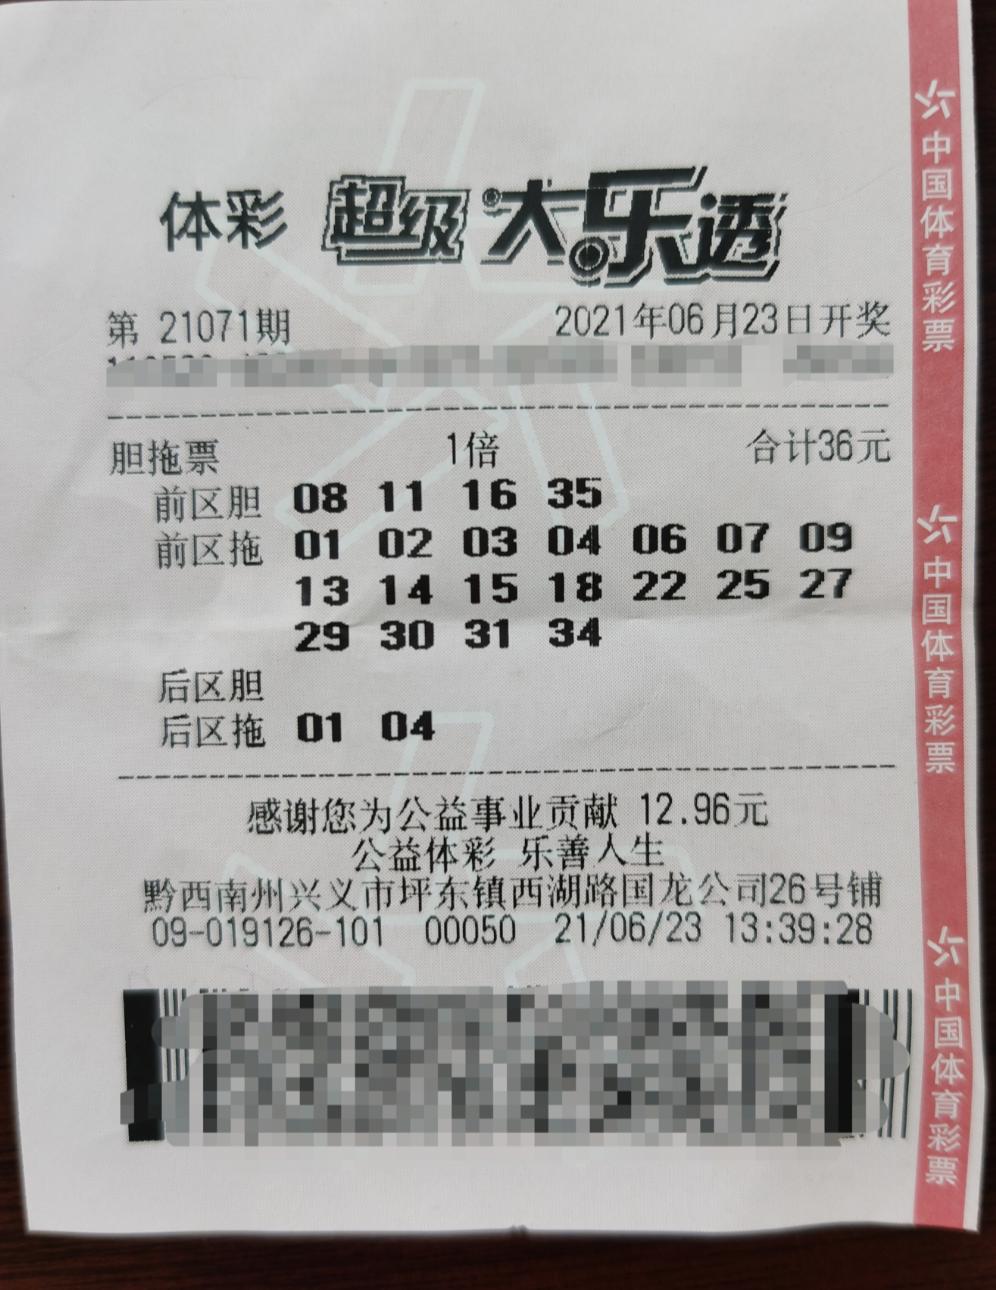 体彩 超级大乐透
第 21071期 2021年06月23日开奖
胆拖票 1倍 合计36元
前区胆 08 11 16 35
前区拖 01 02 03 04 06 07 09
13 14 15 18 22 25 27
29 30 31 34
后区胆
后区拖 01 04
感谢您为公益事业贡献 12.96元
公益体彩 乐善人生
黔西南州兴义市坪东镇西湖路国龙公司26号铺
09-019126-101 00050 21/06/23 13:39:28
中国体育彩票
中国体育彩票
中国体育彩票